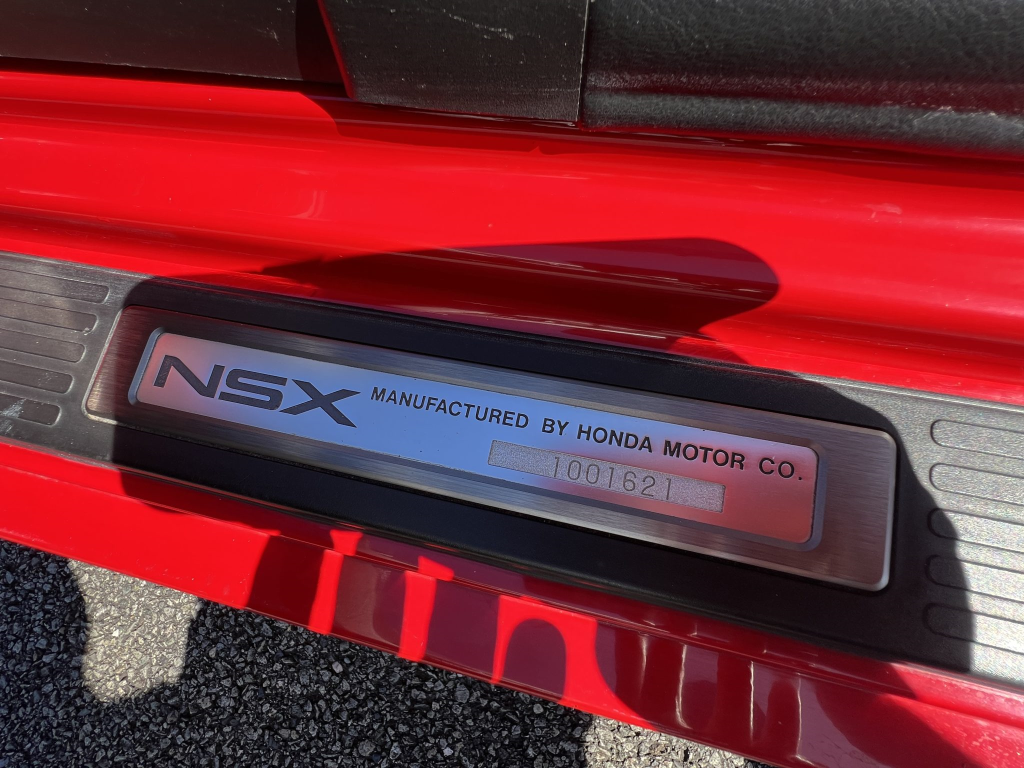 NSX MANUFACTURED BY HONDA MOTOR CO.
1001621